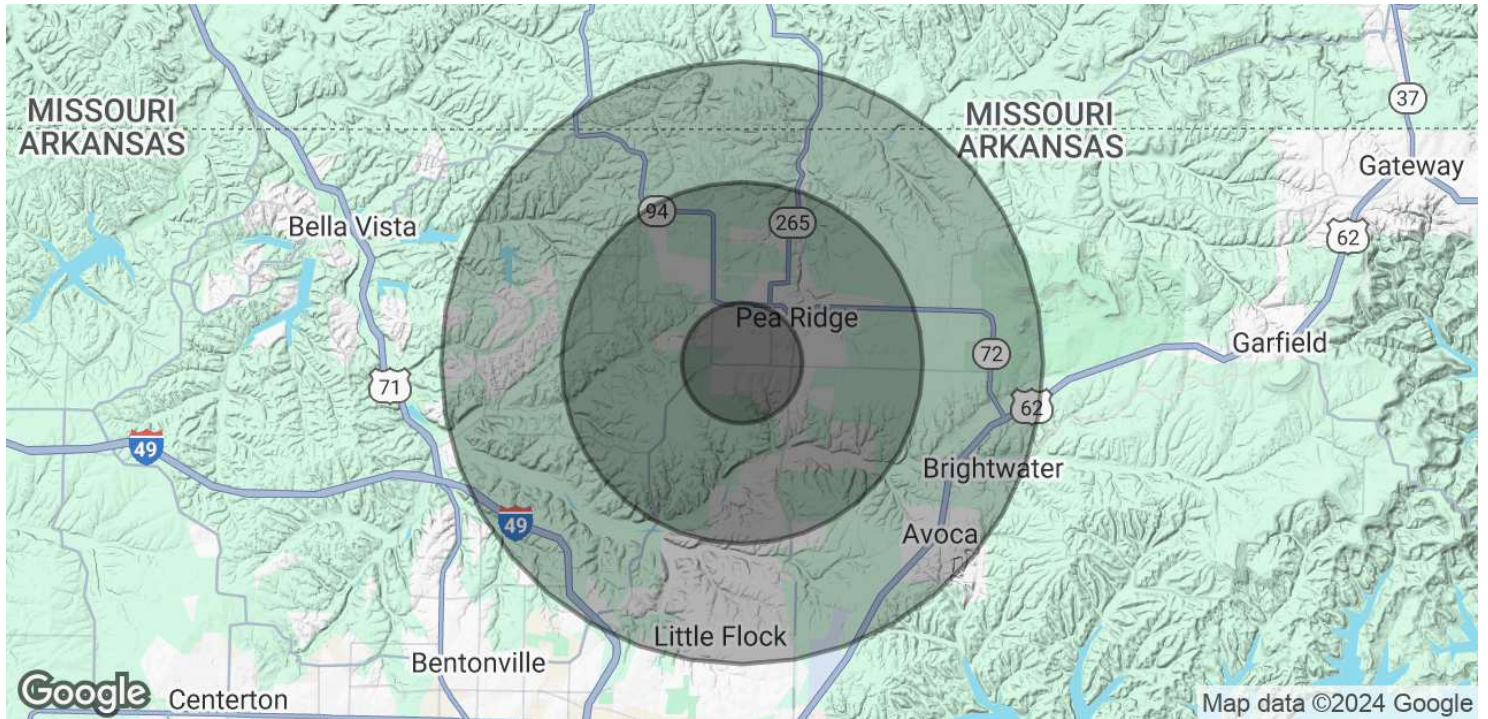 37
MISSOURI
ARKANSAS
MISSOURI
ARKANSAS
Gateway
94
265
Bella Vista
62
Pea Ridge
Garfield
72
71
62
49
Brightwater
49
Avoca
Little Flock
Bentonville
Google
Centerton
Map data ©2024 Google